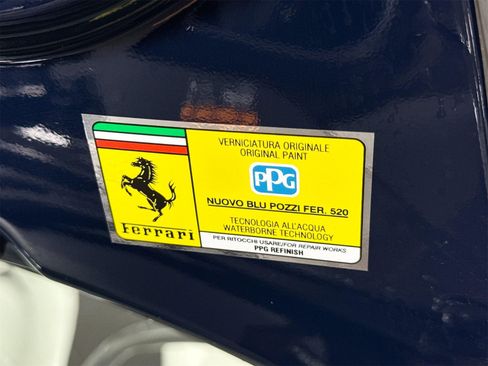 VERNICIATURA ORIGINALE
ORIGINAL PAINT
PPG
NUOVO BLU POZZI FER. 520
TECNOLOGIA ALL'ACQUA
WATERBORNE TECHNOLOGY
PER RITOCCHI USARE/FOR REPAIR WORKS
PPG REFINISH
Ferrari